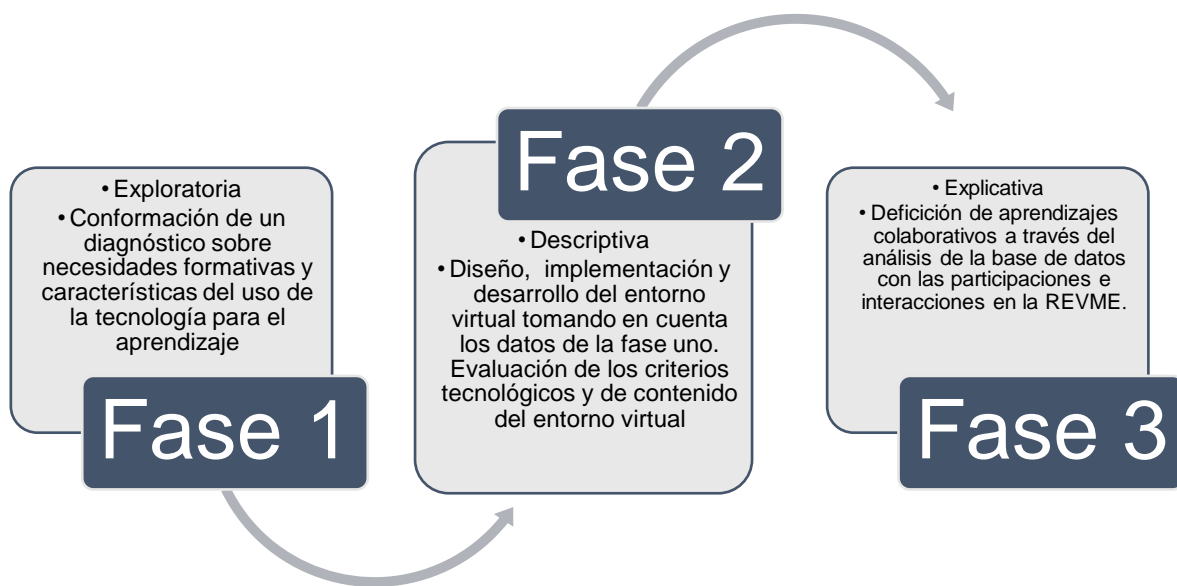 • Exploratoria
• Conformación de un
diagnóstico sobre
necesidades formativas y
características del uso de
la tecnología para el
aprendizaje
Fase 1
Fase 2
• Descriptiva
• Diseño, implementación y
desarrollo del entorno
virtual tomando en cuenta
los datos de la fase uno.
Evaluación de los criterios
tecnológicos y de contenido
del entorno virtual
• Explicativa
• Deficición de aprendizajes
colaborativos a través del
análisis de la base de datos
con las participaciones e
interacciones en la REVME.
Fase 3